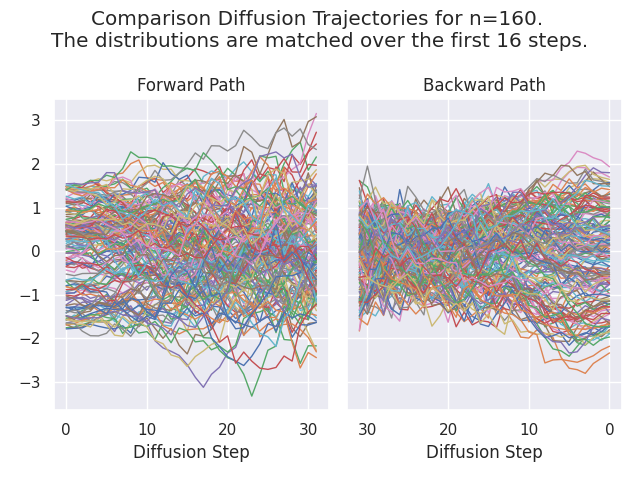 Comparison Diffusion Trajectories for n=160.
The distributions are matched over the first 16 steps.
Forward Path
Backward Path
3
2
1
0
−1
−2
−3
0 10 20 30
30 20 10 0
Diffusion Step
Diffusion Step